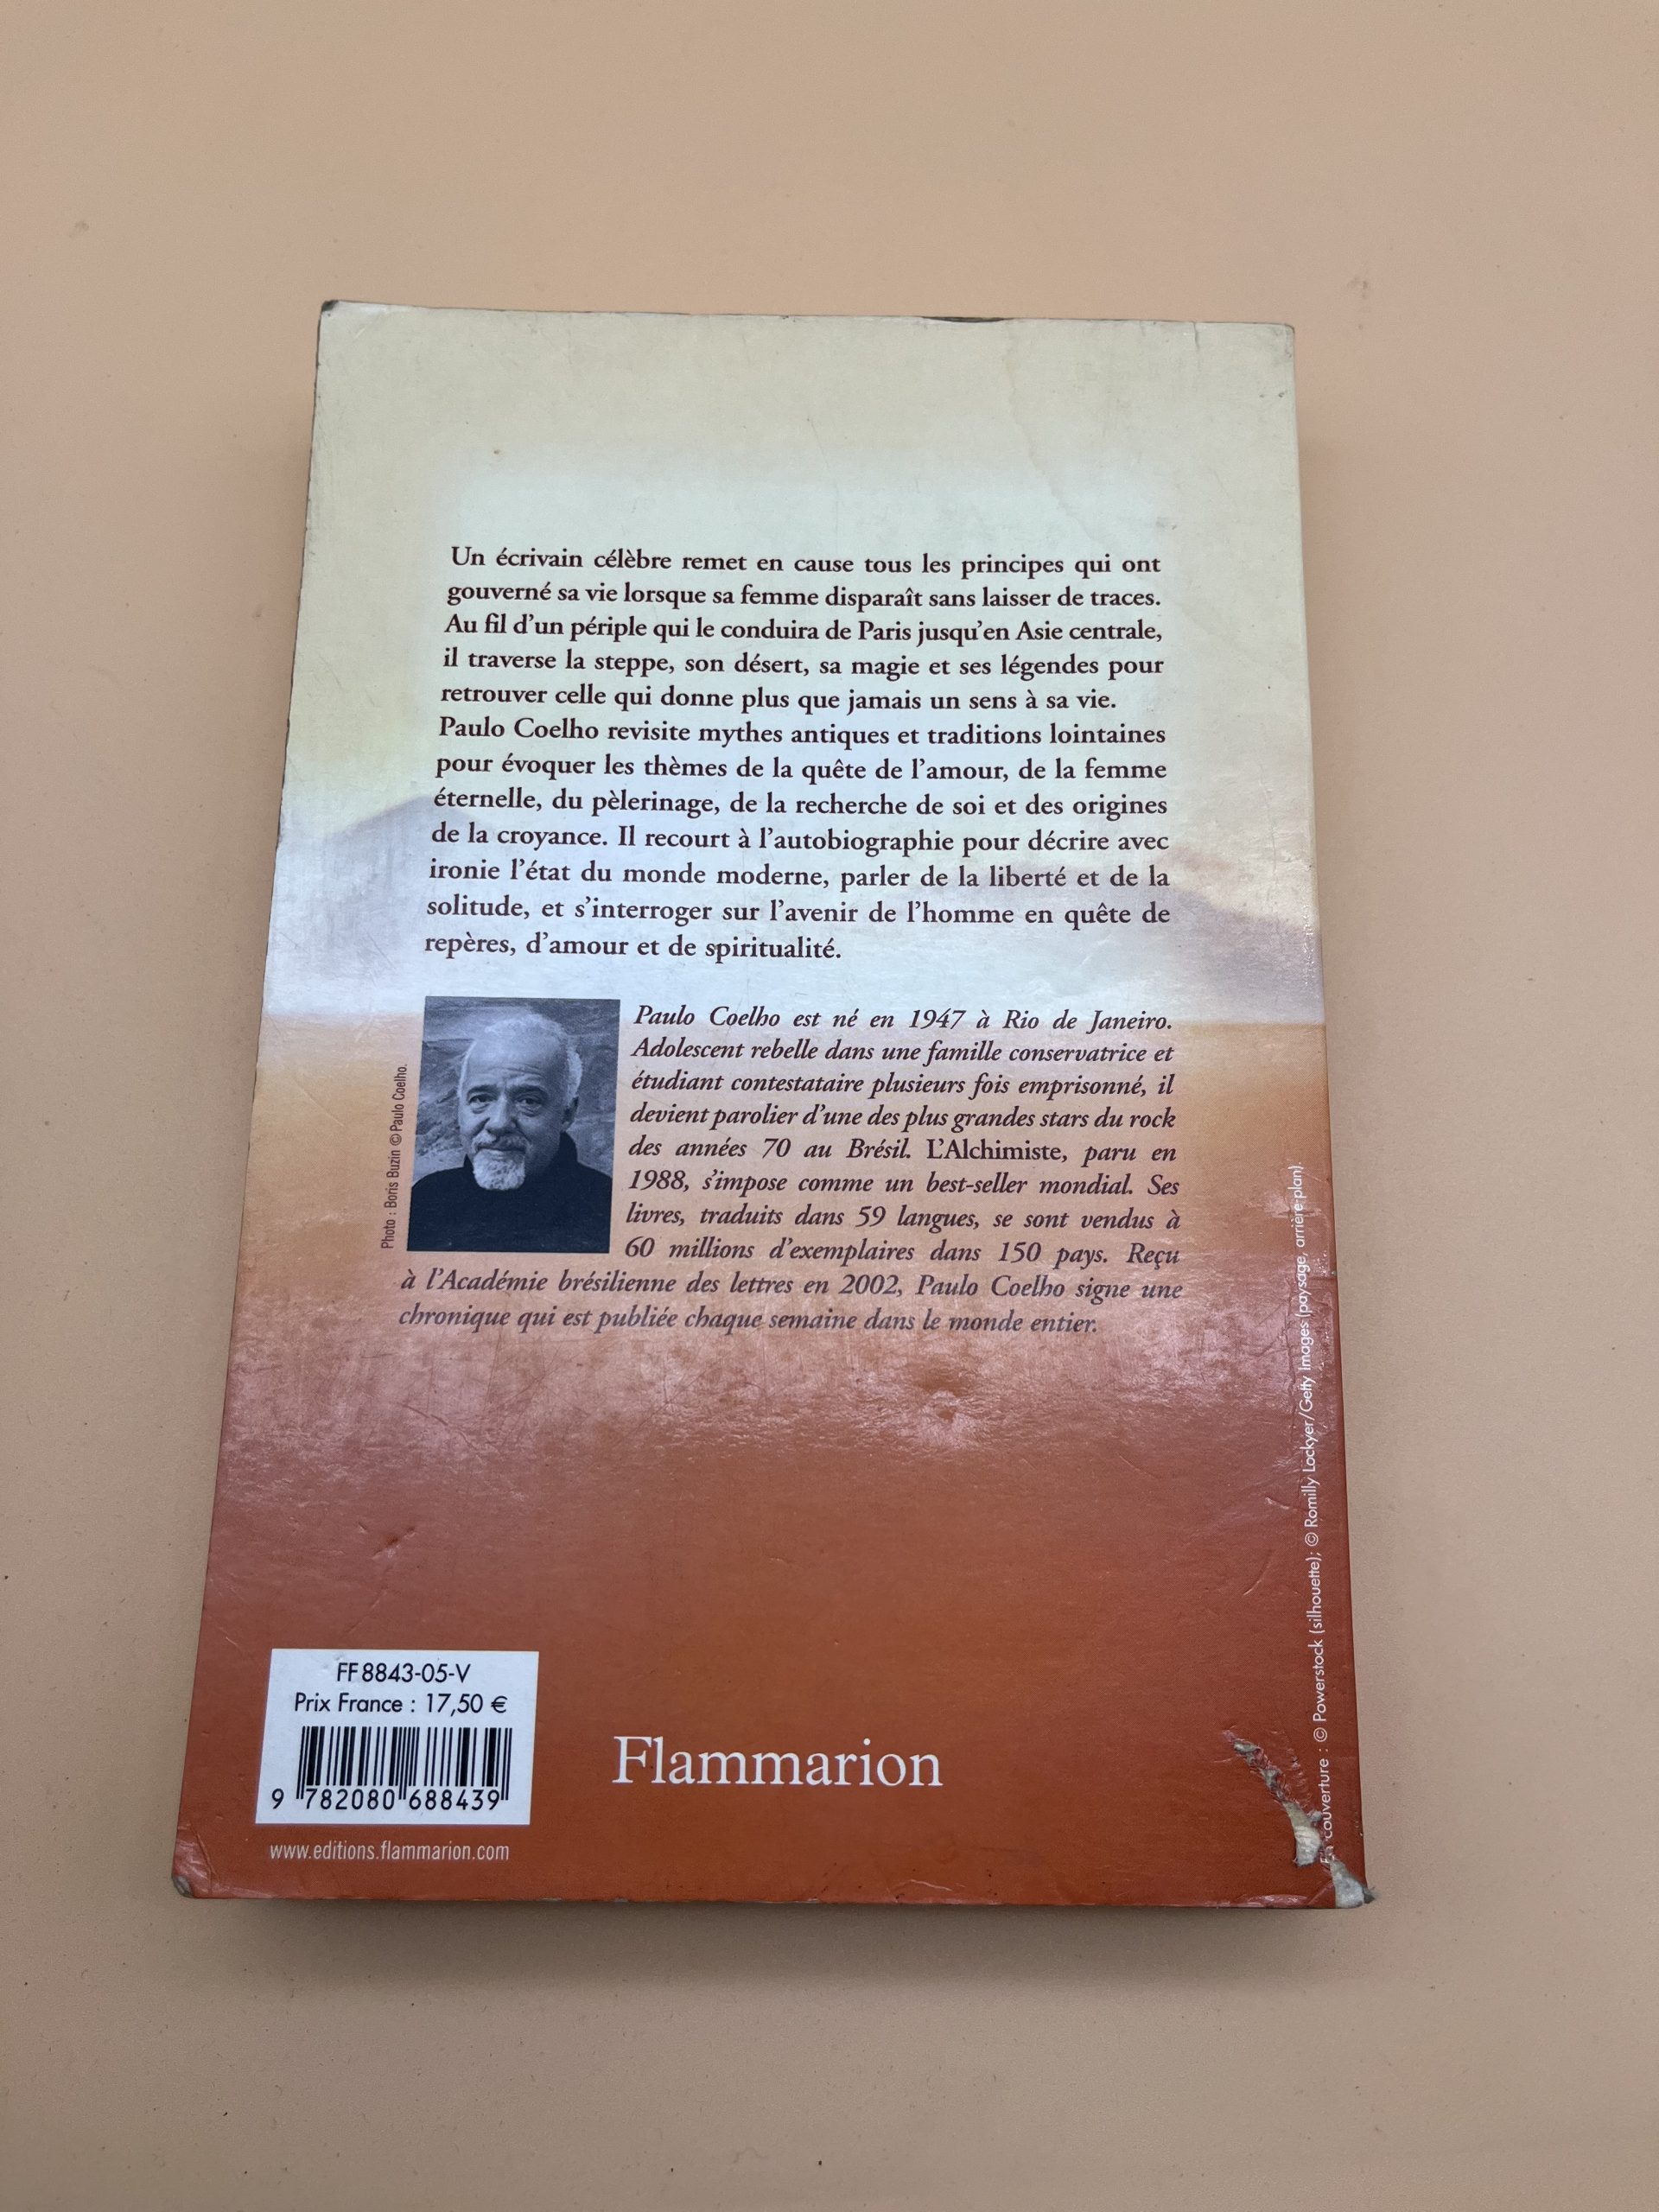 Un écrivain célèbre remet en cause tous les principes qui ont
gouverné sa vie lorsque sa femme disparaît sans laisser de traces.
Au fil d'un périple qui le conduira de Paris jusqu'en Asie centrale,
il traverse la steppe, son désert, sa magie et ses légendes pour
retrouver celle qui donne plus que jamais un sens à sa vie.
Paulo Coelho revisite mythes antiques et traditions lointaines
pour évoquer les thèmes de la quête de l'amour, de la femme
éternelle, du pèlerinage, de la recherche de soi et des origines
de la croyance. Il recourt à l'autobiographie pour décrire avec
ironie l'état du monde moderne, parler de la liberté et de la
solitude, et s'interroger sur l'avenir de l'homme en quête de
repères, d'amour et de spiritualité.
Photo : Boris Buzin © Paulo Coelho.
Paulo Coelho est né en 1947 à Rio de Janeiro.
Adolescent rebelle dans une famille conservatrice et
étudiant contestataire plusieurs fois emprisonné, il
devient parolier d'une des plus grandes stars du rock
des années 70 au Brésil. L'Alchimiste, paru en
1988, s'impose comme un best-seller mondial. Ses
livres, traduits dans 59 langues, se sont vendus à
60 millions d'exemplaires dans 150 pays. Reçu
à l'Académie brésilienne des lettres en 2002, Paulo Coelho signe une
chronique qui est publiée chaque semaine dans le monde entier.
En couverture : © Powerstock (silhouette); © Romilly Lockyer/Getty Images (paysage, arrière-plan).
FF8843-05-V
Prix France : 17,50 €
9 782080 688439
www.editions.flammarion.com
Flammarion